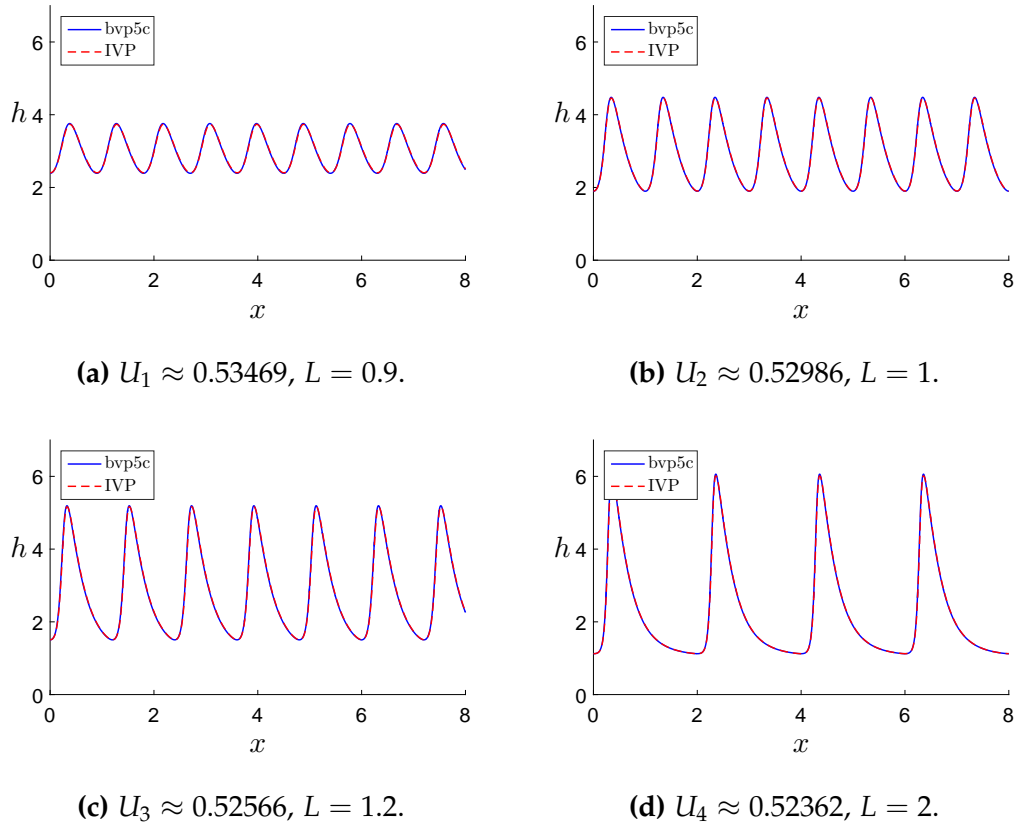 6
bvp5c
IVP
h 4
2
0
0 2 4 6 8
x
(a) U₁ ≈ 0.53469, L = 0.9.
6
bvp5c
IVP
h 4
2
0
0 2 4 6 8
x
(b) U₂ ≈ 0.52986, L = 1.
6
bvp5c
IVP
h 4
2
0
0 2 4 6 8
x
(c) U₃ ≈ 0.52566, L = 1.2.
6
bvp5c
IVP
h 4
2
0
0 2 4 6 8
x
(d) U₄ ≈ 0.52362, L = 2.